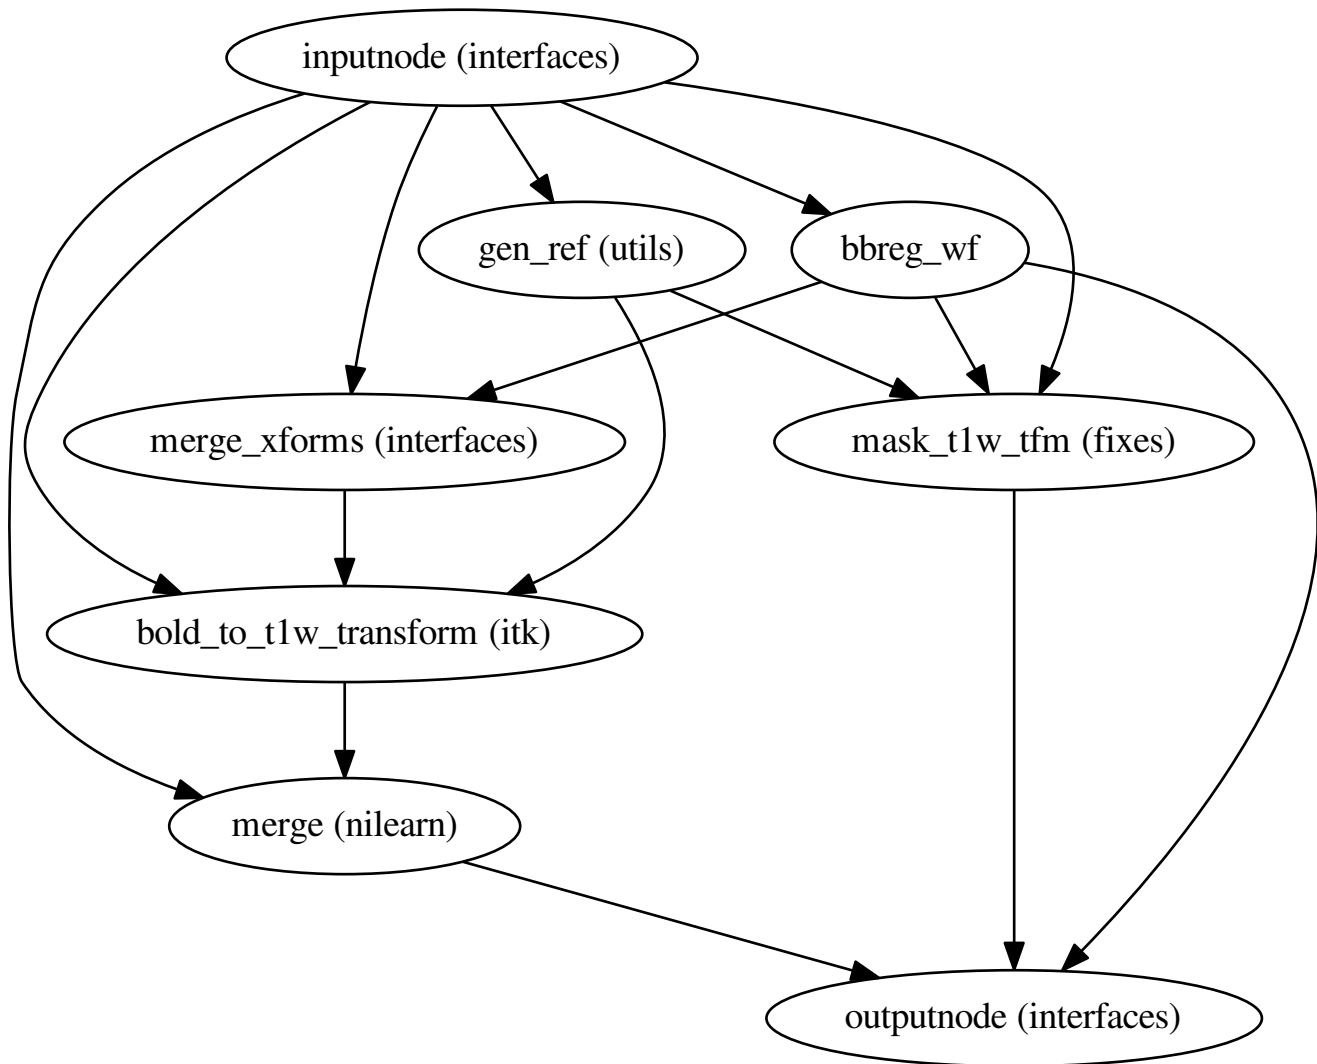 inputnode (interfaces)
gen_ref (utils)
bbreg_wf
merge_xforms (interfaces)
mask_t1w_tfm (fixes)
bold_to_t1w_transform (itk)
merge (nilearn)
outputnode (interfaces)